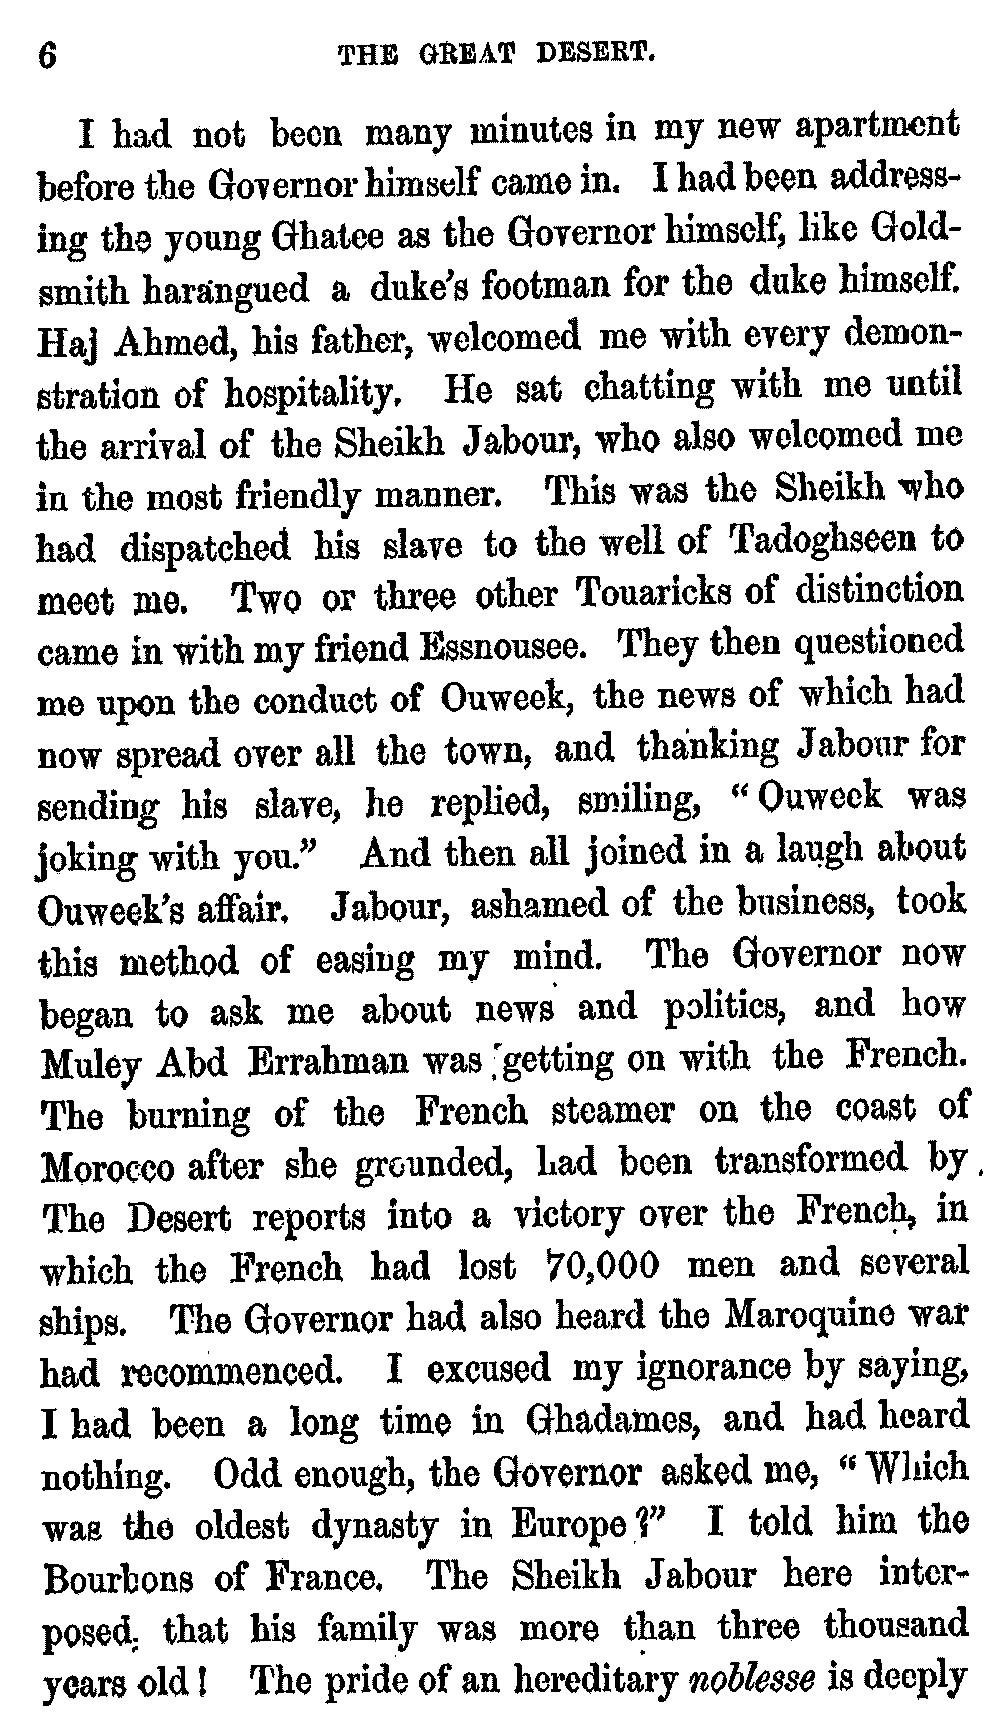 6 THE GREAT DESERT.
I had not been many minutes in my new apartment
before the Governor himself came in. I had been address-
ing the young Ghatee as the Governor himself, like Gold-
smith harangued a duke's footman for the duke himself.
Haj Ahmed, his father, welcomed me with every demon-
stration of hospitality. He sat chatting with me until
the arrival of the Sheikh Jabour, who also welcomed me
in the most friendly manner. This was the Sheikh who
had dispatched his slave to the well of Tadoghseen to
meet me. Two or three other Touaricks of distinction
came in with my friend Essnousee. They then questioned
me upon the conduct of Ouweek, the news of which had
now spread over all the town, and thanking Jabour for
sending his slave, he replied, smiling, "Ouweek was
joking with you." And then all joined in a laugh about
Ouweek's affair. Jabour, ashamed of the business, took
this method of easing my mind. The Governor now
began to ask me about news and politics, and how
Muley Abd Errahman was getting on with the French.
The burning of the French steamer on the coast of
Morocco after she grounded, had been transformed by
The Desert reports into a victory over the French, in
which the French had lost 70,000 men and several
ships. The Governor had also heard the Maroquine war
had recommenced. I excused my ignorance by saying,
I had been a long time in Ghadames, and had heard
nothing. Odd enough, the Governor asked me, "Which
was the oldest dynasty in Europe?" I told him the
Bourbons of France. The Sheikh Jabour here inter-
posed, that his family was more than three thousand
years old! The pride of an hereditary noblesse is deeply